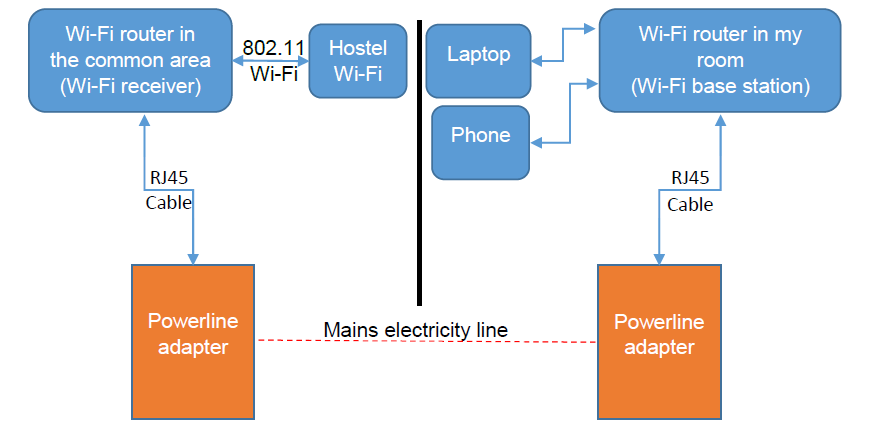 Wi-Fi router in
the common area
(Wi-Fi receiver)
802.11
Wi-Fi
Hostel
Wi-Fi
Laptop
Phone
Wi-Fi router in my
room
(Wi-Fi base station)
RJ45
Cable
RJ45
Cable
Powerline
adapter
Mains electricity line
Powerline
adapter